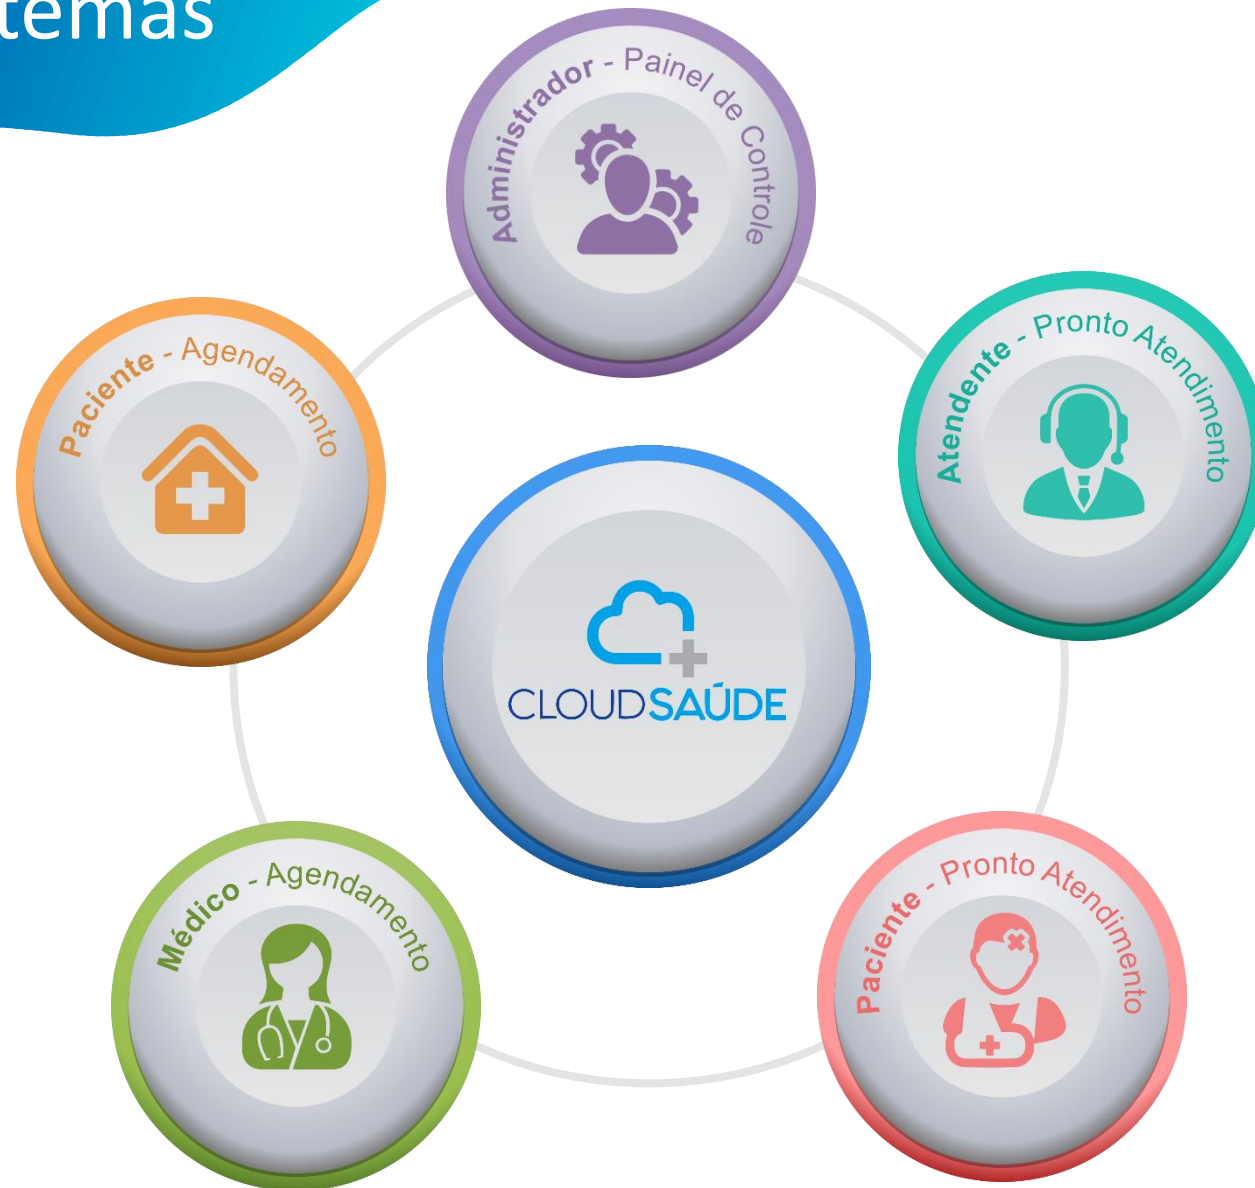 temas
Administrador - Painel de Controle
Paciente - Agendamento
Atendente - Pronto Atendimento
CLOUDSAÚDE
Médico - Agendamento
Paciente - Pronto Atendimento